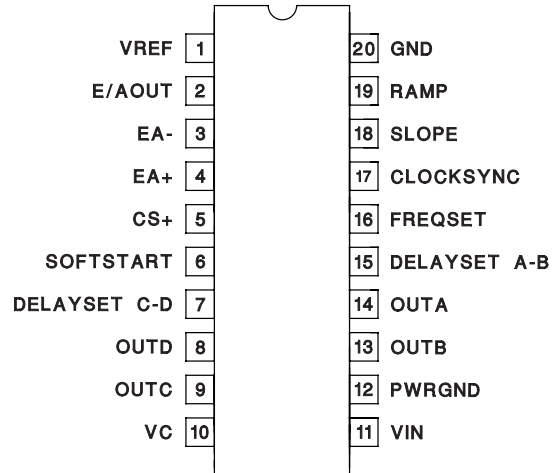 VREF 1 20 GND
E/AOUT 2 19 RAMP
EA- 3 18 SLOPE
EA+ 4 17 CLOCKSYNC
CS+ 5 16 FREQSET
SOFTSTART 6 15 DELAYSET A-B
DELAYSET C-D 7 14 OUTA
OUTD 8 13 OUTB
OUTC 9 12 PWRGND
VC 10 11 VIN